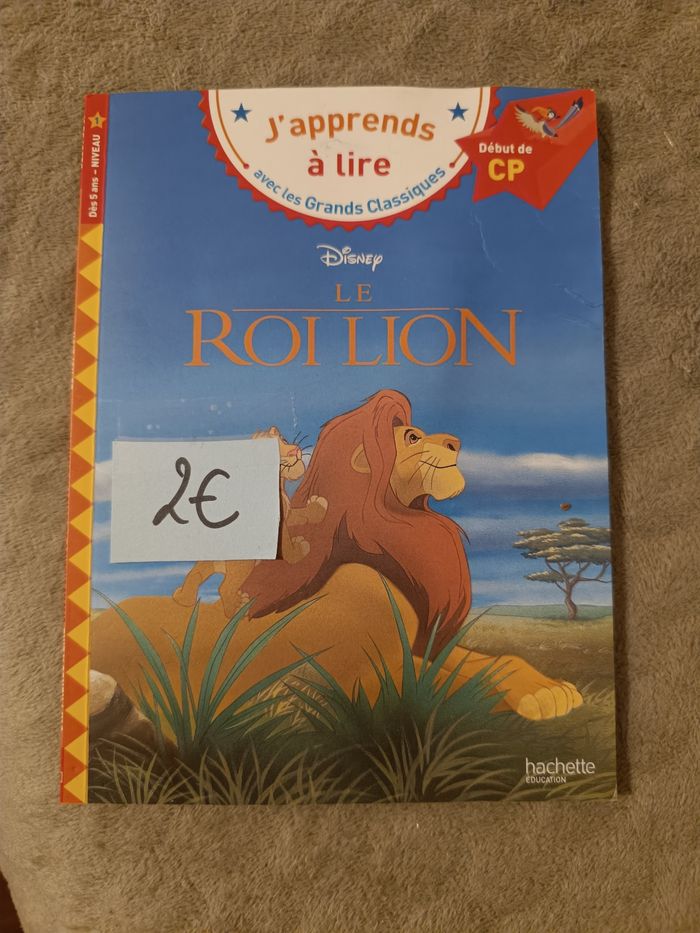 J'apprends
à lire
avec les Grands Classiques
Début de
CP
Dès 5 ans - NIVEAU 1
Disney
LE
ROI LION
2€
hachette
ÉDUCATION